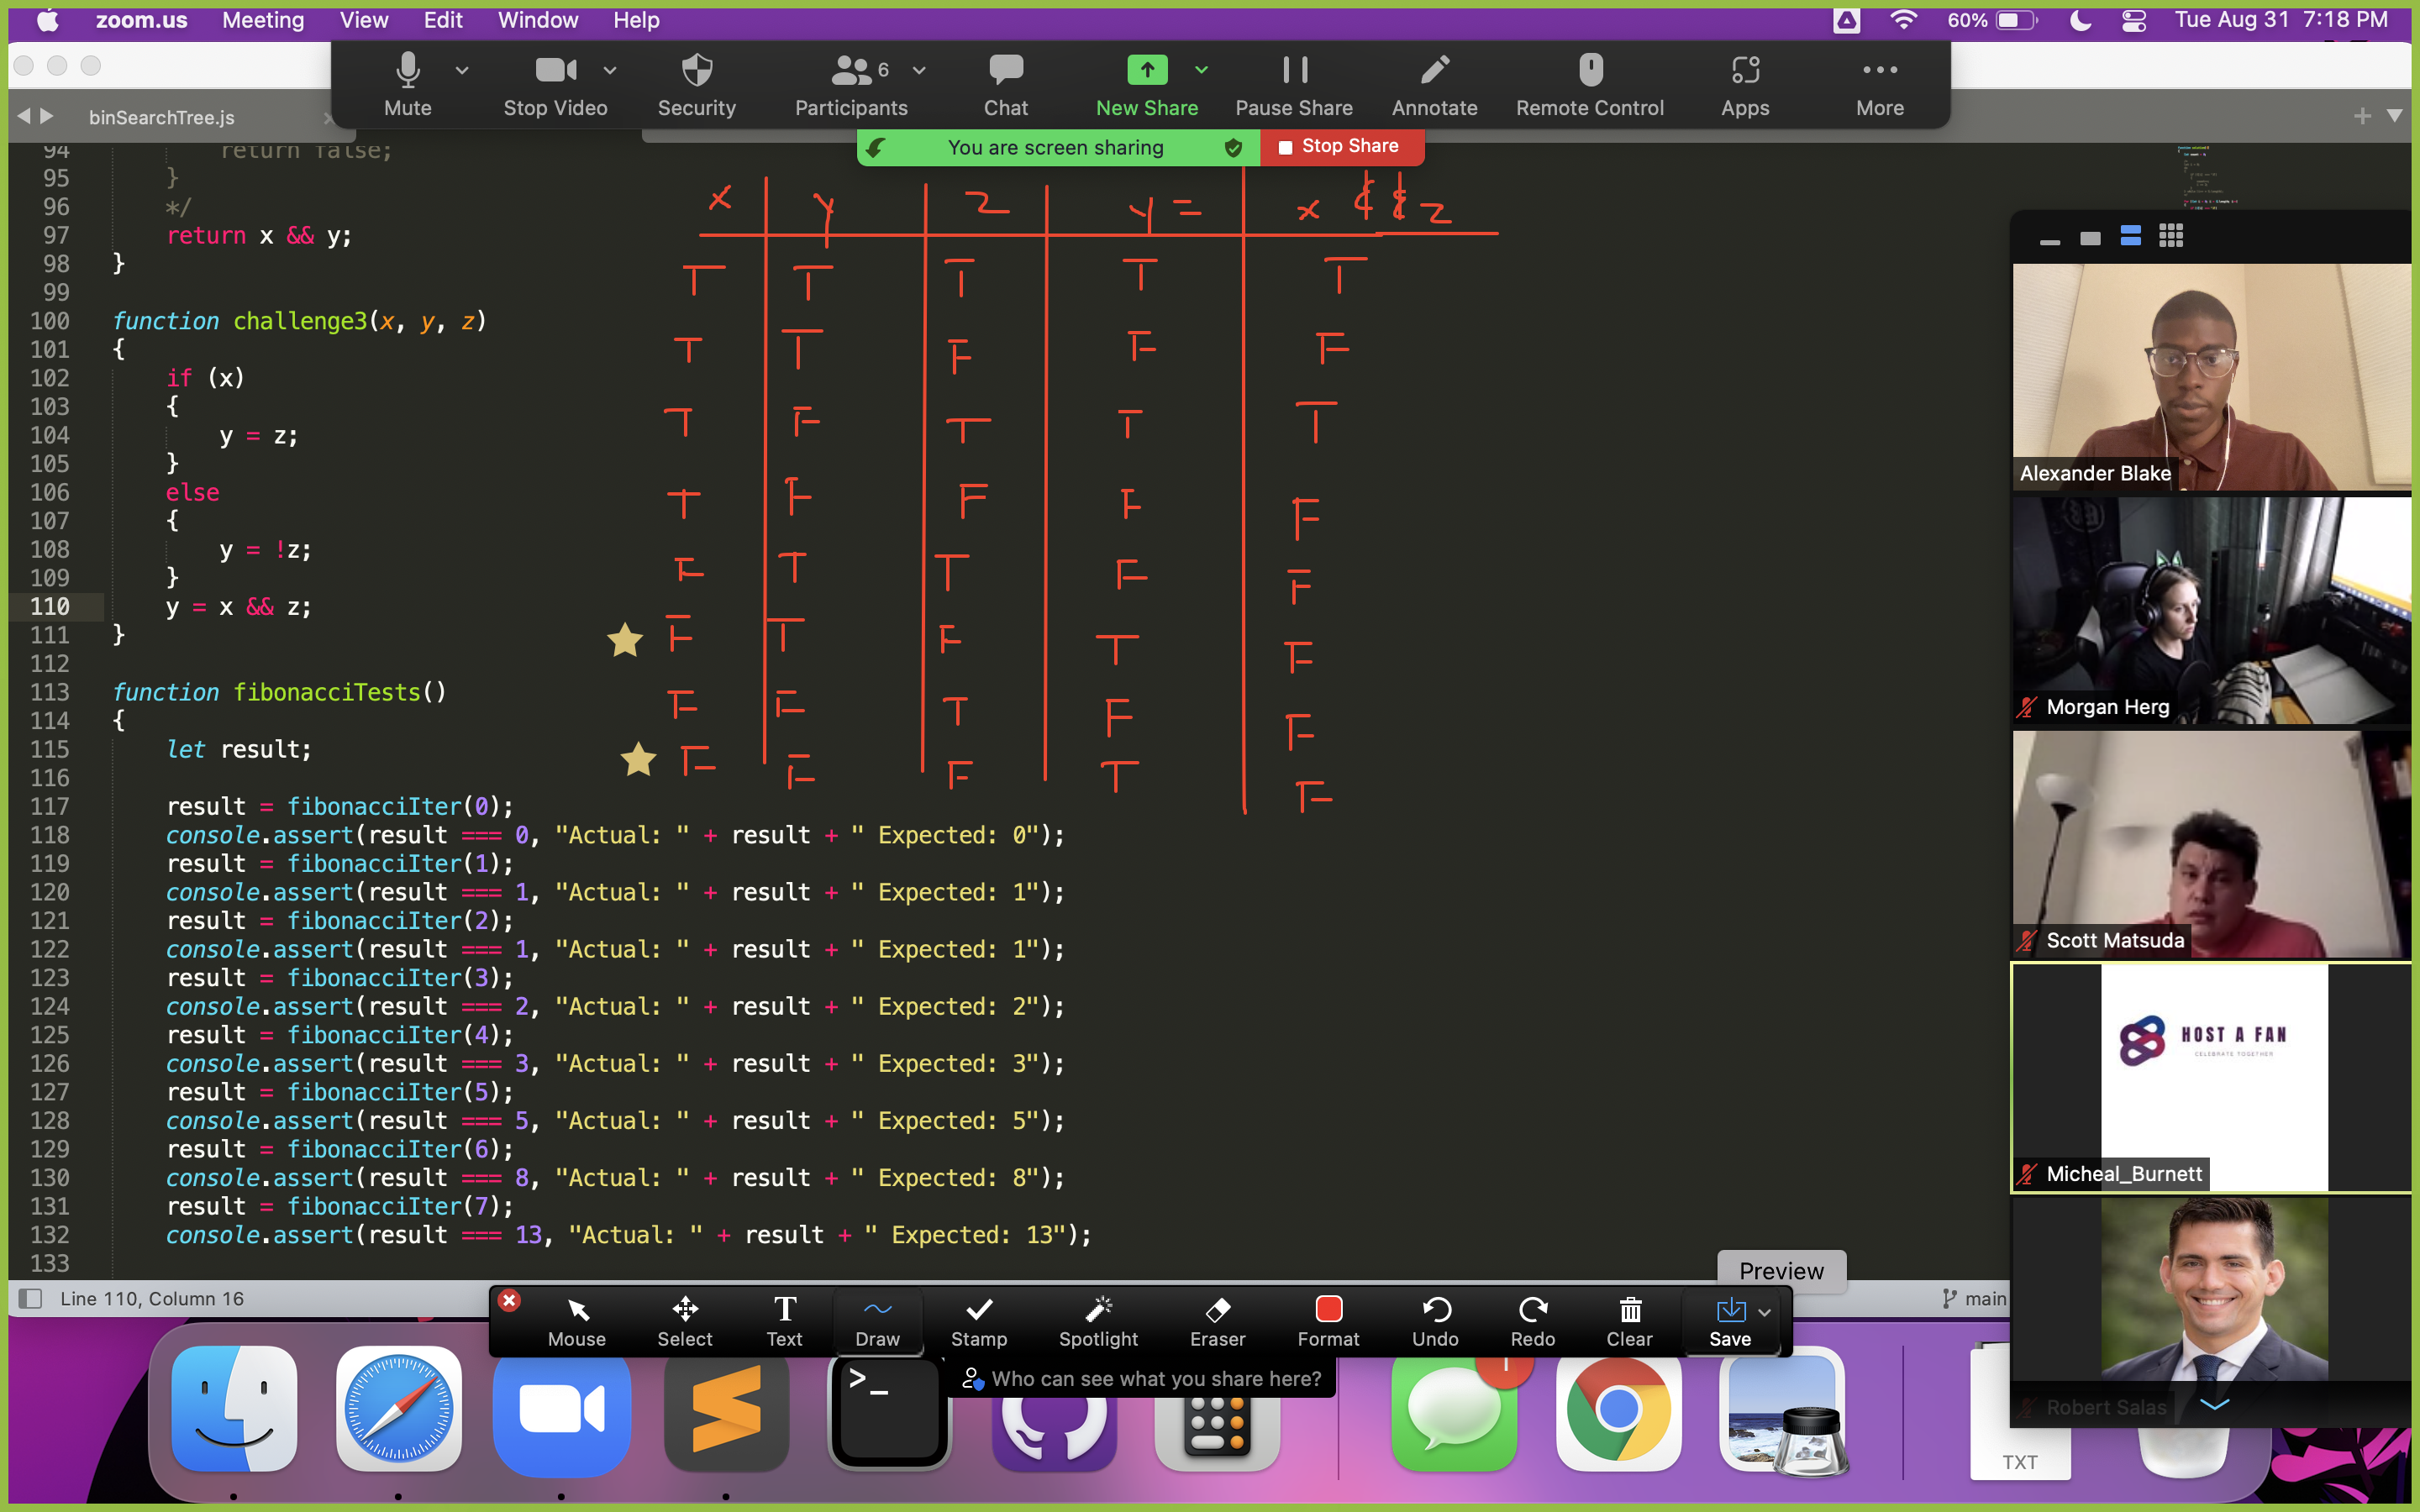 zoom.us Meeting View Edit Window Help 60% Tue Aug 31 7:18 PM
Mute Stop Video Security 6 Participants Chat New Share Pause Share Annotate Remote Control Apps More
You are screen sharing Stop Share
binSearchTree.js
94 return false;
95 }
96 */
97 return x && y;
98 }
99
100 function challenge3(x, y, z)
101 {
102 if (x)
103 {
104 y = z;
105 }
106 else
107 {
108 y = !z;
109 }
110 y = x && z;
111 }
112
113 function fibonacciTests()
114 {
115 let result;
116
117 result = fibonacciIter(0);
118 console.assert(result === 0, "Actual: " + result + " Expected: 0");
119 result = fibonacciIter(1);
120 console.assert(result === 1, "Actual: " + result + " Expected: 1");
121 result = fibonacciIter(2);
122 console.assert(result === 1, "Actual: " + result + " Expected: 1");
123 result = fibonacciIter(3);
124 console.assert(result === 2, "Actual: " + result + " Expected: 2");
125 result = fibonacciIter(4);
126 console.assert(result === 3, "Actual: " + result + " Expected: 3");
127 result = fibonacciIter(5);
128 console.assert(result === 5, "Actual: " + result + " Expected: 5");
129 result = fibonacciIter(6);
130 console.assert(result === 8, "Actual: " + result + " Expected: 8");
131 result = fibonacciIter(7);
132 console.assert(result === 13, "Actual: " + result + " Expected: 13");
133
x y z y = x && z
T T T T T
T T F F F
T F T T T
T F F F F
F T T F F
F T F T F
F F T F F
F F F T F
Alexander Blake
Morgan Herg
Scott Matsuda
HOST A FAN
CELEBRATE TOGETHER
Micheal_Burnett
Robert Salas
Preview
Line 110, Column 16
main
Mouse Select Text Draw Stamp Spotlight Eraser Format Undo Redo Clear Save
Who can see what you share here?
TXT